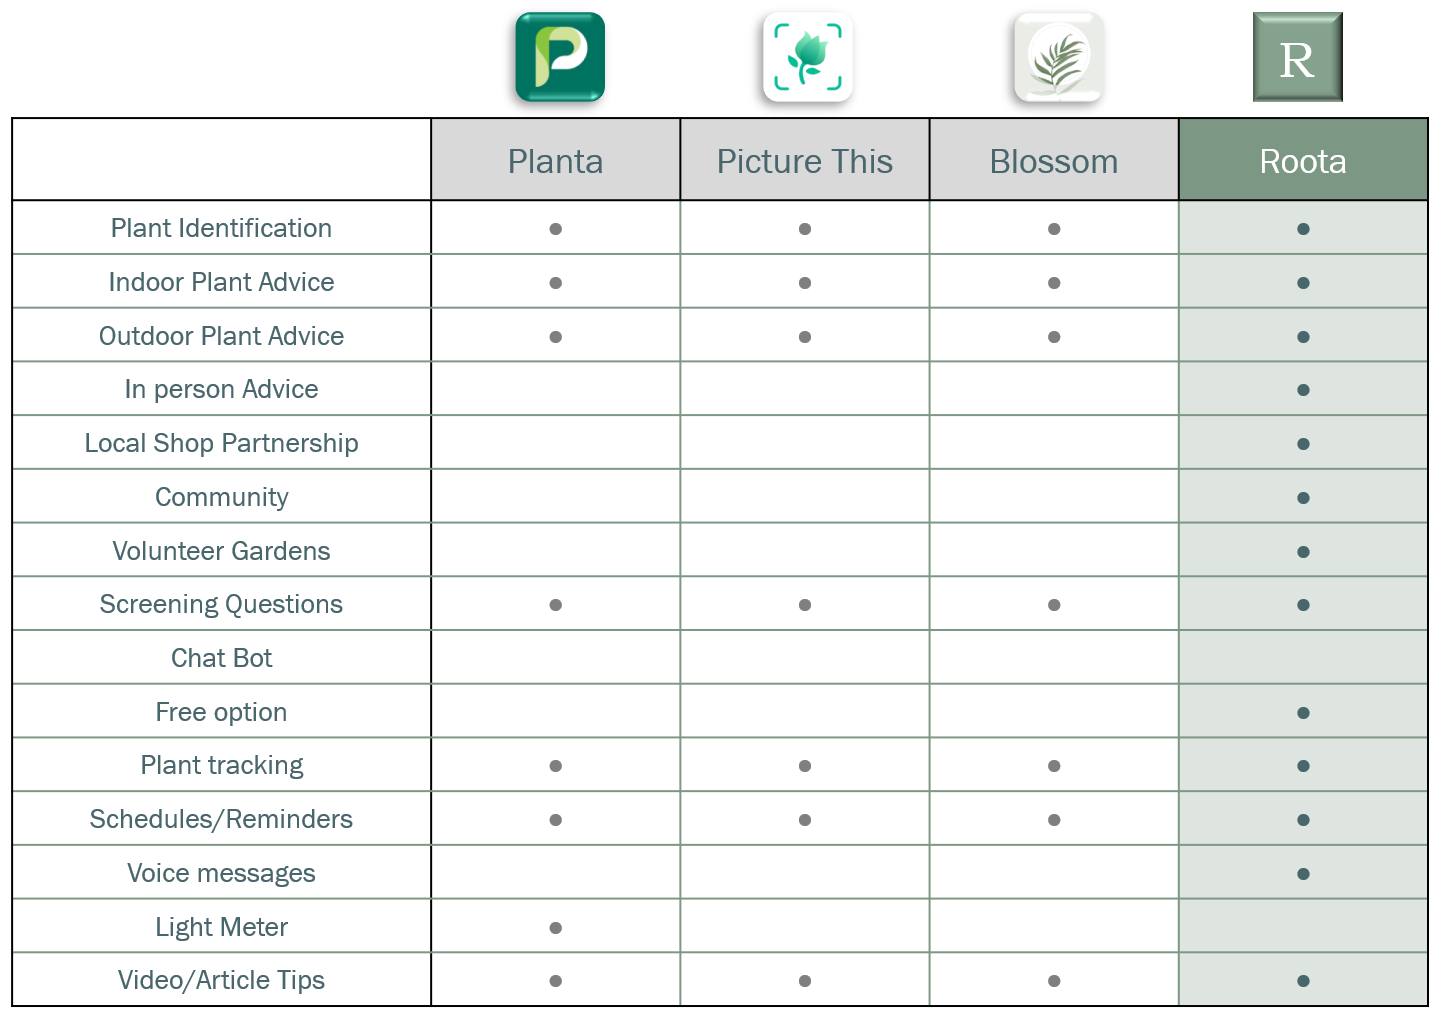 P
R
Planta Picture This Blossom Roota
Plant Identification ● ● ● ●
Indoor Plant Advice ● ● ● ●
Outdoor Plant Advice ● ● ● ●
In person Advice ●
Local Shop Partnership ●
Community ●
Volunteer Gardens ●
Screening Questions ● ● ● ●
Chat Bot
Free option ●
Plant tracking ● ● ● ●
Schedules/Reminders ● ● ● ●
Voice messages ●
Light Meter ●
Video/Article Tips ● ● ● ●